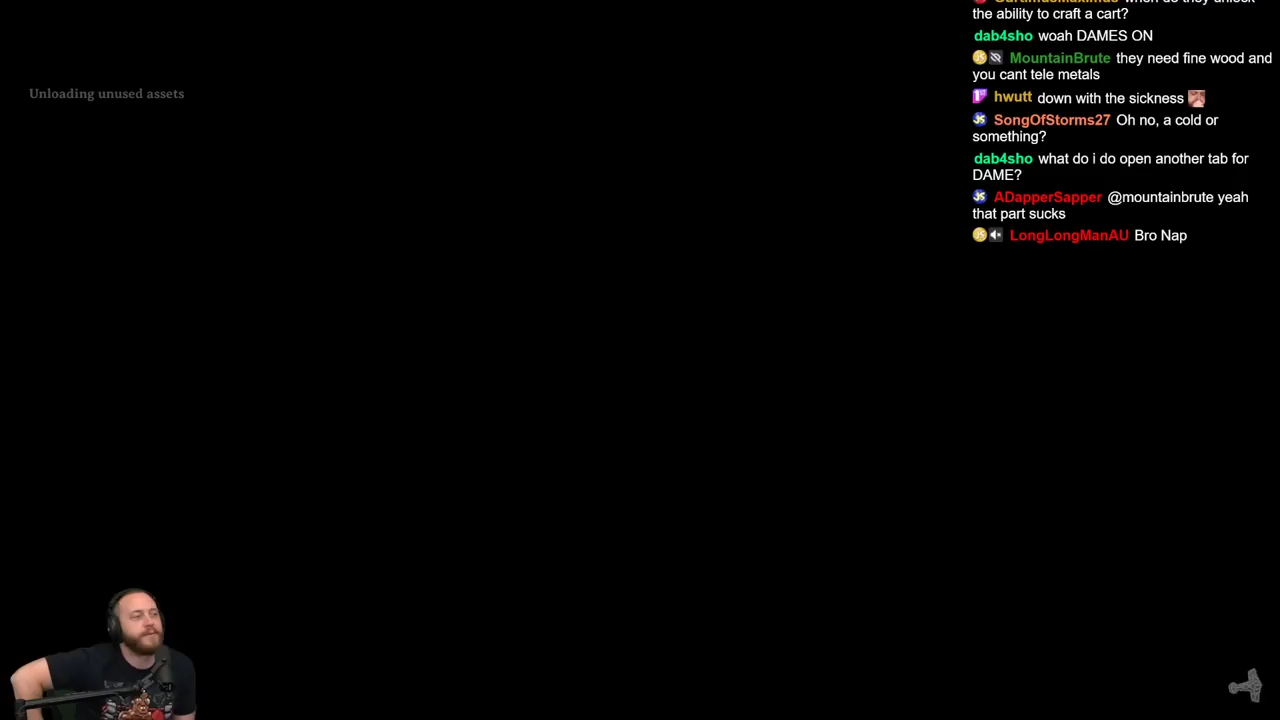 the ability to craft a cart?
dab4sho woah DAMES ON
MountainBrute they need fine wood and
you cant tele metals
Unloading unused assets
hwutt down with the sickness
SongOfStorms27 Oh no, a cold or
something?
dab4sho what do i do open another tab for
DAME?
ADapperSapper @mountainbrute yeah
that part sucks
LongLongManAU Bro Nap